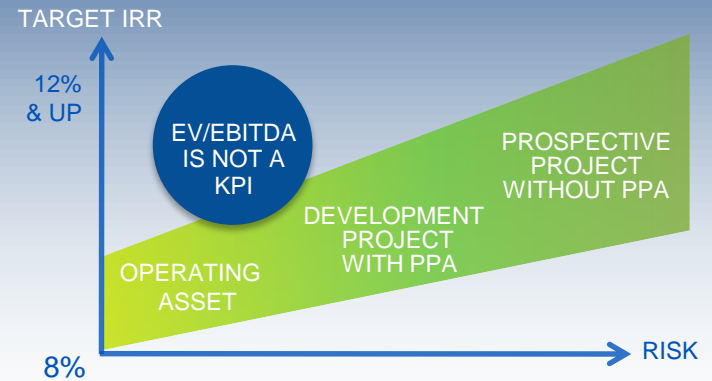 TARGET IRR
12%
& UP
EV/EBITDA
IS NOT A
KPI
PROSPECTIVE
PROJECT
WITHOUT PPA
DEVELOPMENT
PROJECT
WITH PPA
OPERATING
ASSET
8%
RISK